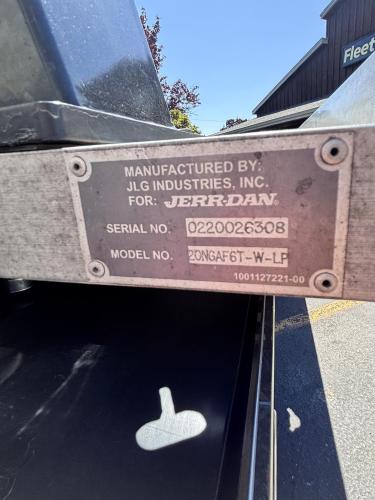 Fleet
MANUFACTURED BY:
JLG INDUSTRIES, INC.
FOR: JERR-DAN
SERIAL NO. 0220026308
MODEL NO. 20NGAF6T-W-LP
1001127221-00